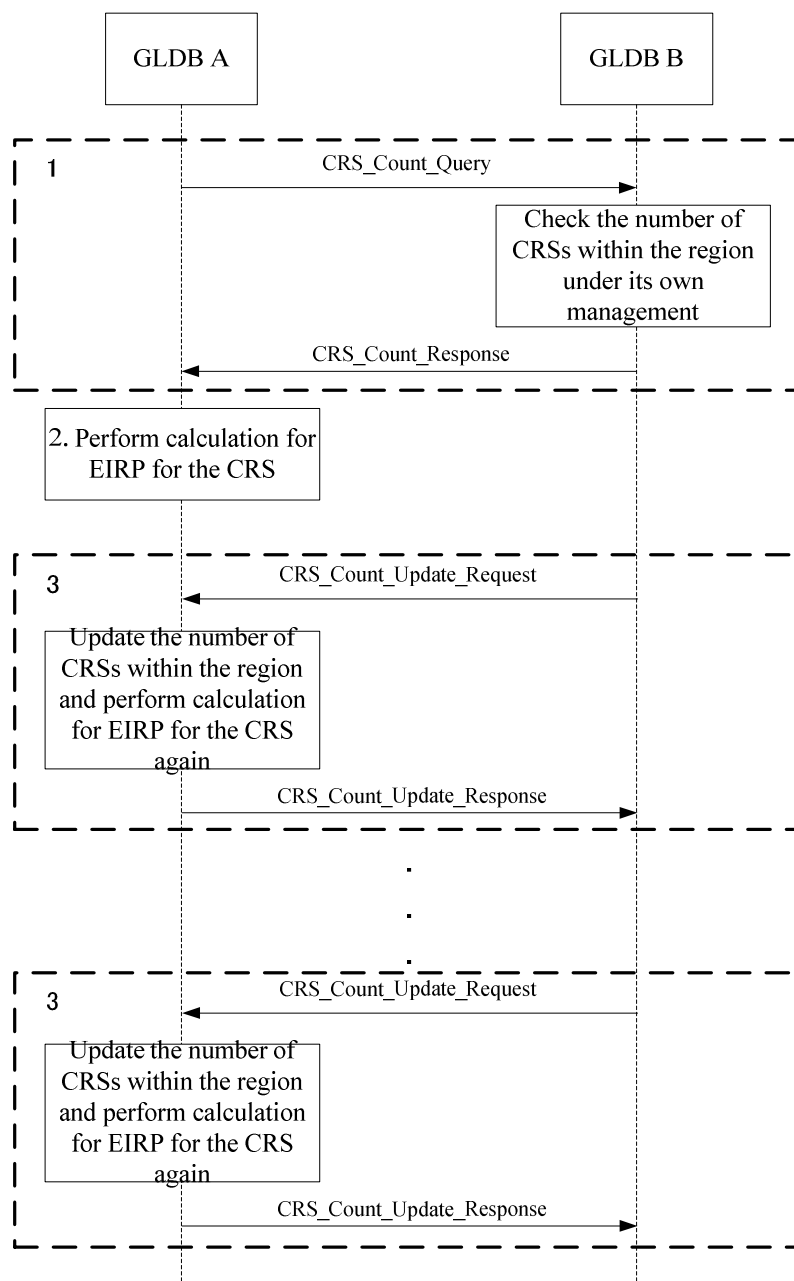 GLDB A
GLDB B
1
CRS_Count_Query
Check the number of
CRSs within the region
under its own
management
CRS_Count_Response
2. Perform calculation for
EIRP for the CRS
3
CRS_Count_Update_Request
Update the number of
CRSs within the region
and perform calculation
for EIRP for the CRS
again
CRS_Count_Update_Response
.
.
.
3
CRS_Count_Update_Request
Update the number of
CRSs within the region
and perform calculation
for EIRP for the CRS
again
CRS_Count_Update_Response